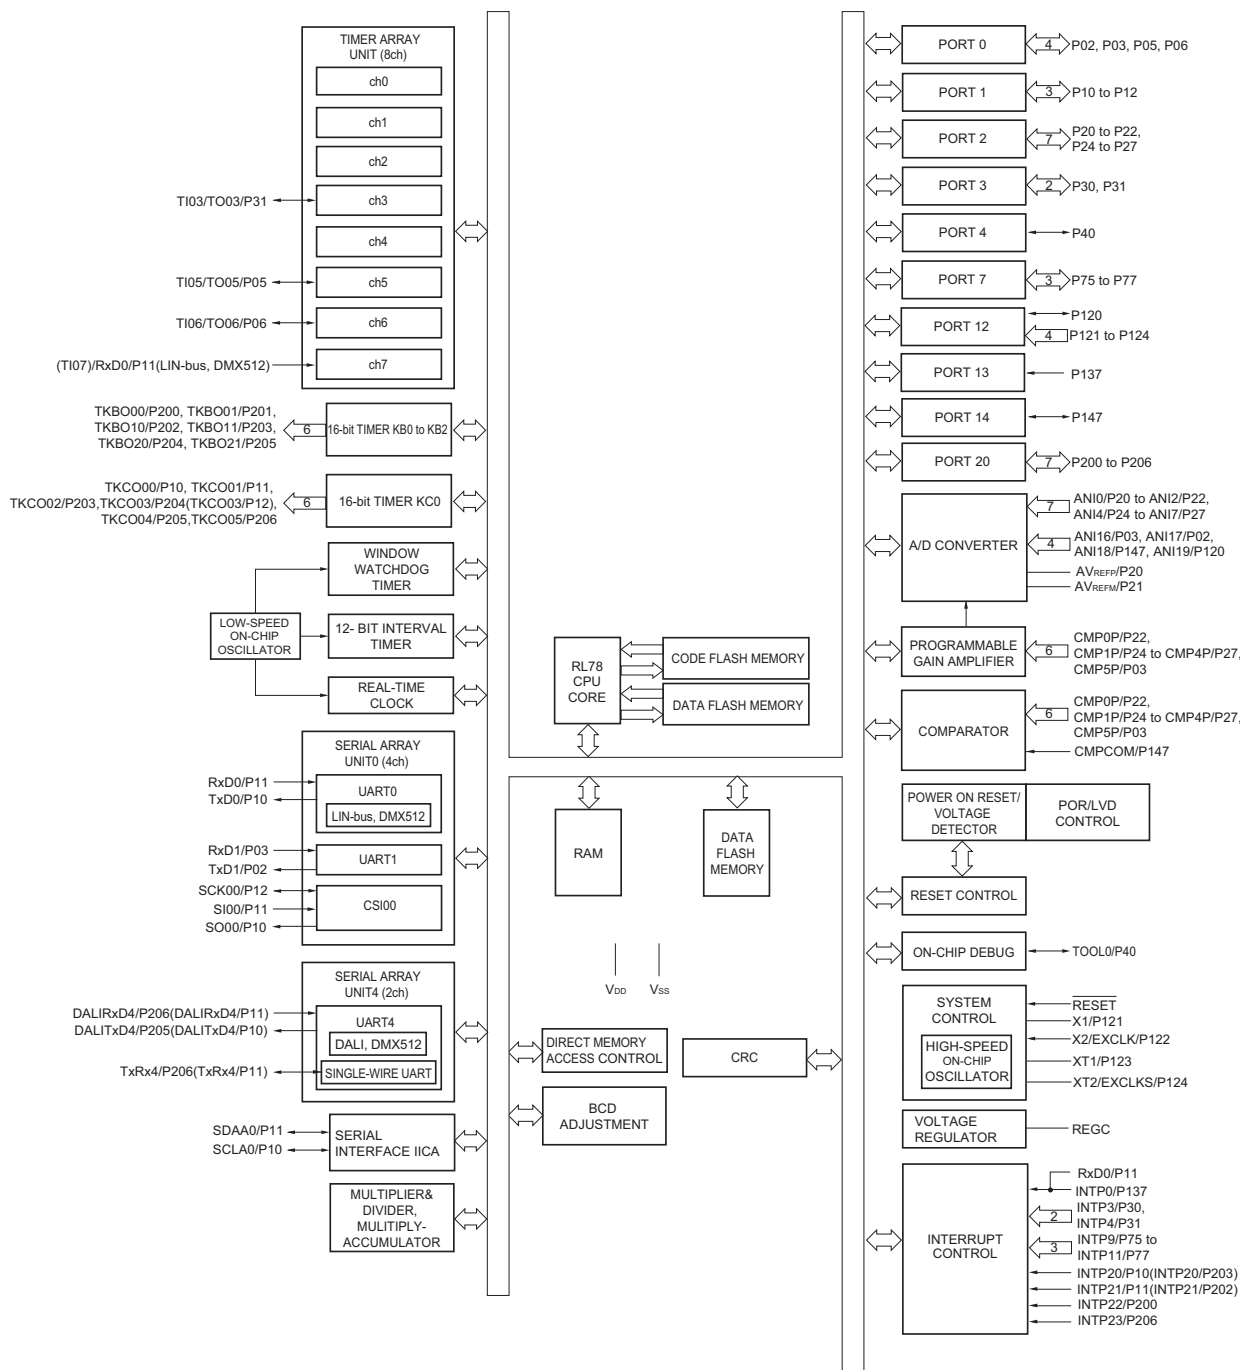 TIMER ARRAY
UNIT (8ch)
ch0
ch1
ch2
TI03/TO03/P31
ch3
ch4
TI05/TO05/P05
ch5
TI06/TO06/P06
ch6
(TI07)/RxD0/P11(LIN-bus, DMX512)
ch7
TKBO00/P200, TKBO01/P201,
TKBO10/P202, TKBO11/P203,
TKBO20/P204, TKBO21/P205
6
16-bit TIMER KB0 to KB2
TKCO00/P10, TKCO01/P11,
TKCO02/P203,TKCO03/P204(TKCO03/P12),
TKCO04/P205,TKCO05/P206
6
16-bit TIMER KC0
WINDOW
WATCHDOG
TIMER
LOW-SPEED
ON-CHIP
OSCILLATOR
12- BIT INTERVAL
TIMER
REAL-TIME
CLOCK
SERIAL ARRAY
UNIT0 (4ch)
RxD0/P11
TxD0/P10
UART0
LIN-bus, DMX512
RxD1/P03
TxD1/P02
UART1
SCK00/P12
SI00/P11
SO00/P10
CSI00
SERIAL ARRAY
UNIT4 (2ch)
DALIRxD4/P206(DALIRxD4/P11)
DALITxD4/P205(DALITxD4/P10)
UART4
DALI, DMX512
TxRx4/P206(TxRx4/P11)
SINGLE-WIRE UART
SDAA0/P11
SCLA0/P10
SERIAL
INTERFACE IICA
MULTIPLIER&
DIVIDER,
MULITIPLY-
ACCUMULATOR
RL78
CPU
CORE
CODE FLASH MEMORY
DATA FLASH MEMORY
RAM
DATA
FLASH
MEMORY
VDD
VSS
DIRECT MEMORY
ACCESS CONTROL
CRC
BCD
ADJUSTMENT
PORT 0
4
P02, P03, P05, P06
PORT 1
3
P10 to P12
PORT 2
7
P20 to P22,
P24 to P27
PORT 3
2
P30, P31
PORT 4
P40
PORT 7
3
P75 to P77
PORT 12
P120
4
P121 to P124
PORT 13
P137
PORT 14
P147
PORT 20
7
P200 to P206
A/D CONVERTER
7
ANI0/P20 to ANI2/P22,
ANI4/P24 to ANI7/P27
4
ANI16/P03, ANI17/P02,
ANI18/P147, ANI19/P120
AVREFP/P20
AVREFM/P21
PROGRAMMABLE
GAIN AMPLIFIER
6
CMP0P/P22,
CMP1P/P24 to CMP4P/P27,
CMP5P/P03
COMPARATOR
6
CMP0P/P22,
CMP1P/P24 to CMP4P/P27,
CMP5P/P03
CMPCOM/P147
POWER ON RESET/
VOLTAGE
DETECTOR
POR/LVD
CONTROL
RESET CONTROL
ON-CHIP DEBUG
TOOL0/P40
SYSTEM
CONTROL
HIGH-SPEED
ON-CHIP
OSCILLATOR
RESET
X1/P121
X2/EXCLK/P122
XT1/P123
XT2/EXCLKS/P124
VOLTAGE
REGULATOR
REGC
INTERRUPT
CONTROL
RxD0/P11
INTP0/P137
2
INTP3/P30,
INTP4/P31
3
INTP9/P75 to
INTP11/P77
INTP20/P10(INTP20/P203)
INTP21/P11(INTP21/P202)
INTP22/P200
INTP23/P206